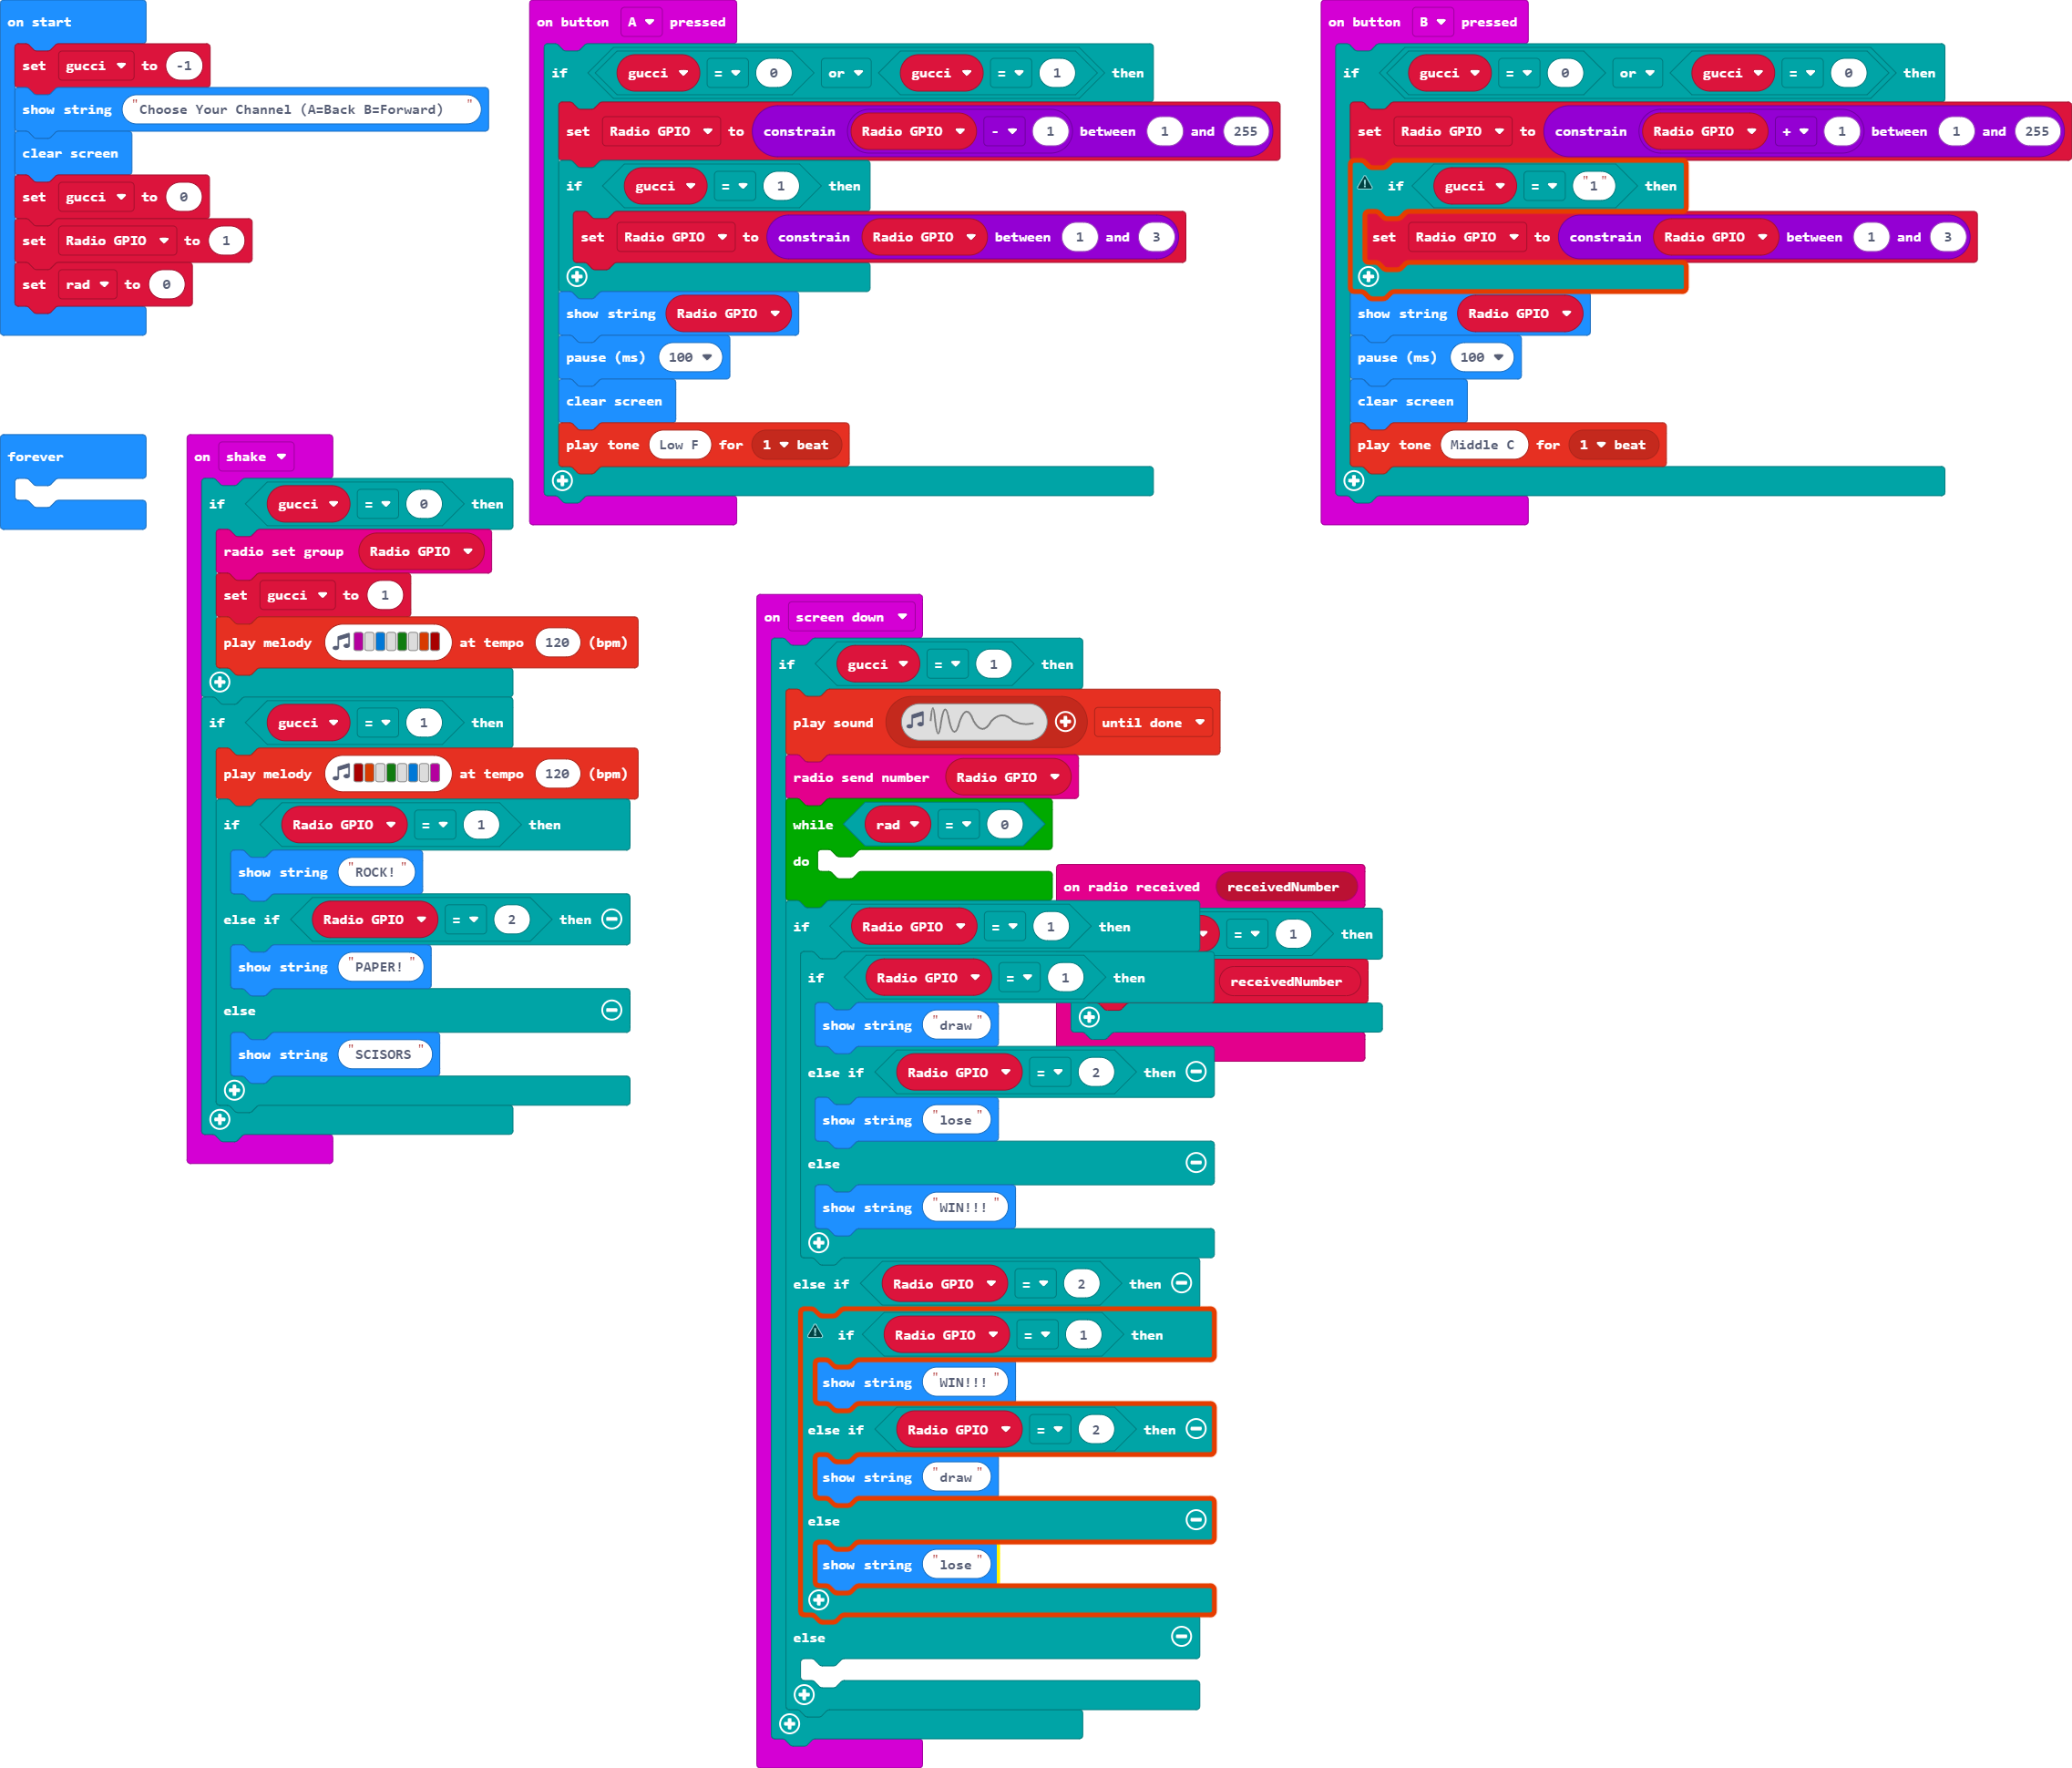 on start
set gucci to -1
show string "Choose Your Channel (A=Back B=Forward) "
clear screen
set gucci to 0
set Radio GPIO to 1
set rad to 0
on button A pressed
if gucci = 0 or gucci = 1 then
set Radio GPIO to constrain Radio GPIO - 1 between 1 and 255
if gucci = 1 then
set Radio GPIO to constrain Radio GPIO between 1 and 3
show string Radio GPIO
pause (ms) 100
clear screen
play tone Low F for 1 beat
on button B pressed
if gucci = 0 or gucci = 0 then
set Radio GPIO to constrain Radio GPIO + 1 between 1 and 255
if gucci = "1" then
set Radio GPIO to constrain Radio GPIO between 1 and 3
show string Radio GPIO
pause (ms) 100
clear screen
play tone Middle C for 1 beat
forever
on shake
if gucci = 0 then
radio set group Radio GPIO
set gucci to 1
play melody at tempo 120 (bpm)
if gucci = 1 then
play melody at tempo 120 (bpm)
if Radio GPIO = 1 then
show string "ROCK!"
else if Radio GPIO = 2 then
show string "PAPER!"
else
show string "SCISORS"
on screen down
if gucci = 1 then
play sound until done
radio send number Radio GPIO
while rad = 0
do
if Radio GPIO = 1 then
if Radio GPIO = 1 then
show string "draw"
else if Radio GPIO = 2 then
show string "lose"
else
show string "WIN!!!"
else if Radio GPIO = 2 then
if Radio GPIO = 1 then
show string "WIN!!!"
else if Radio GPIO = 2 then
show string "draw"
else
show string "lose"
else
on radio received receivedNumber
= 1 then
receivedNumber